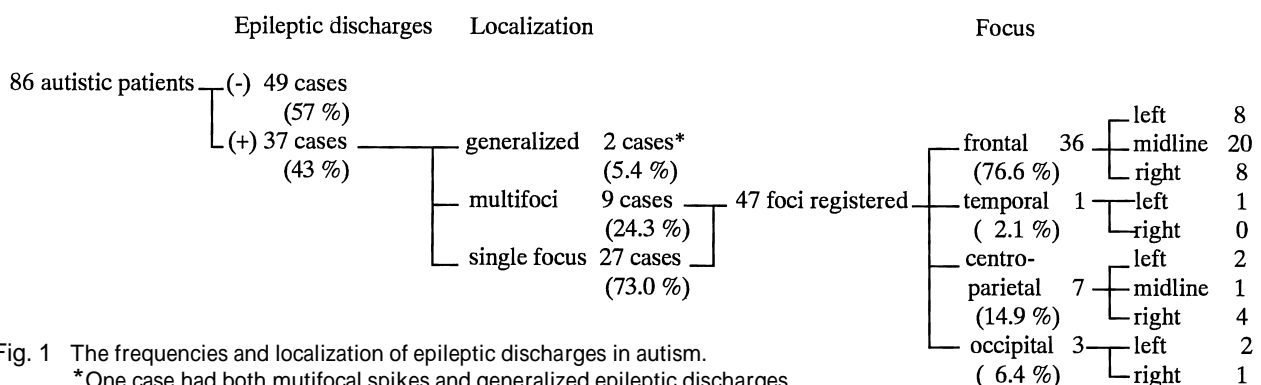 Epileptic discharges Localization Focus
86 autistic patients (-) 49 cases
(57 %)
(+) 37 cases
(43 %)
generalized 2 cases*
(5.4 %)
multifoci 9 cases
(24.3 %)
single focus 27 cases
(73.0 %)
47 foci registered
frontal 36
(76.6 %)
left 8
midline 20
right 8
temporal 1
( 2.1 %)
left 1
right 0
centro-
parietal 7
(14.9 %)
left 2
midline 1
right 4
occipital 3
( 6.4 %)
left 2
right 1
Fig. 1 The frequencies and localization of epileptic discharges in autism.
*One case had both mutifocal spikes and generalized epileptic discharges